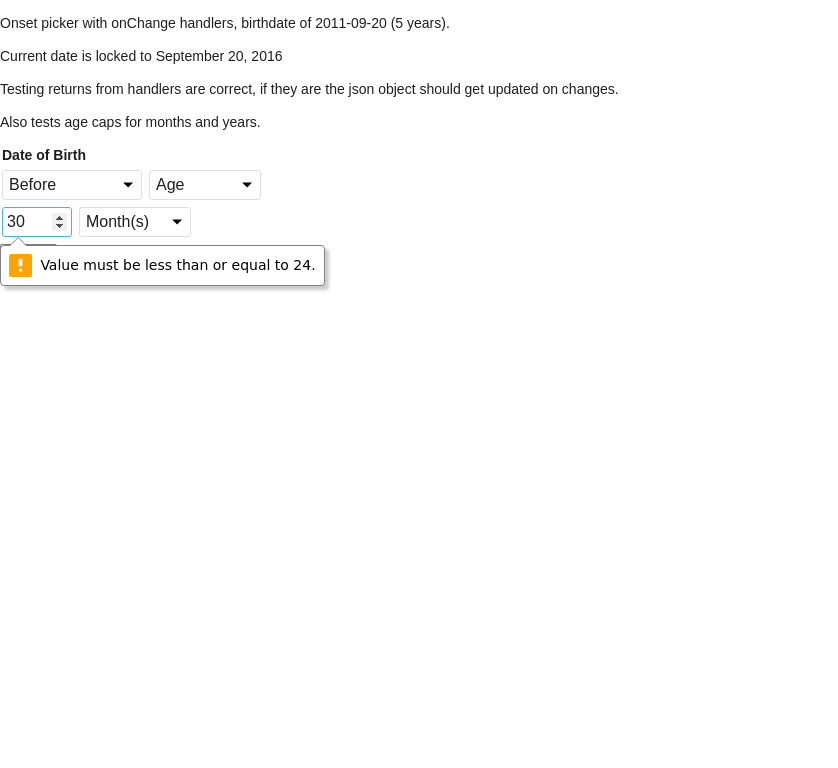 Onset picker with onChange handlers, birthdate of 2011-09-20 (5 years).
Current date is locked to September 20, 2016
Testing returns from handlers are correct, if they are the json object should get updated on changes.
Also tests age caps for months and years.
Date of Birth
Before Age
30 Month(s)
Value must be less than or equal to 24.